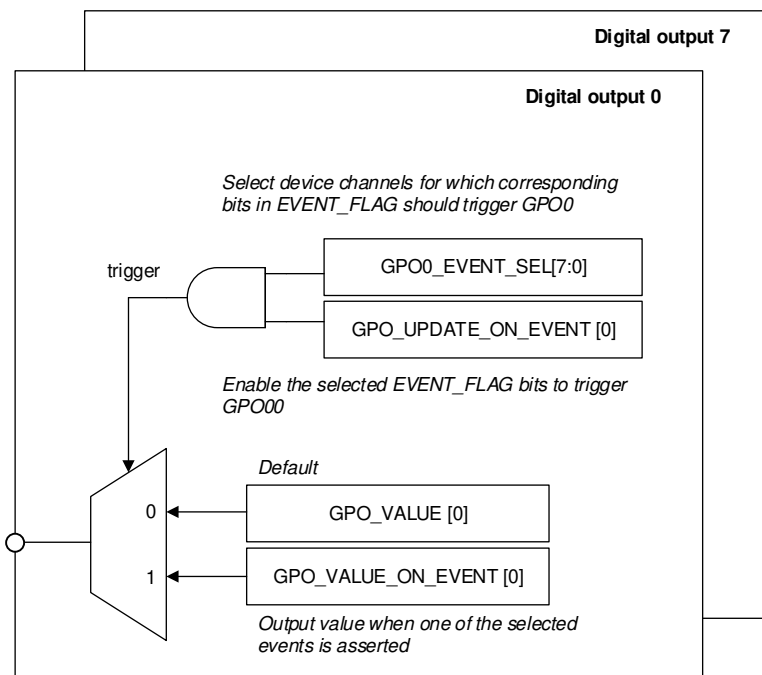 Digital output 7
Digital output 0
Select device channels for which corresponding
bits in EVENT_FLAG should trigger GPO0
trigger
GPO0_EVENT_SEL[7:0]
GPO_UPDATE_ON_EVENT [0]
Enable the selected EVENT_FLAG bits to trigger
GPO00
Default
0
GPO_VALUE [0]
1
GPO_VALUE_ON_EVENT [0]
Output value when one of the selected
events is asserted